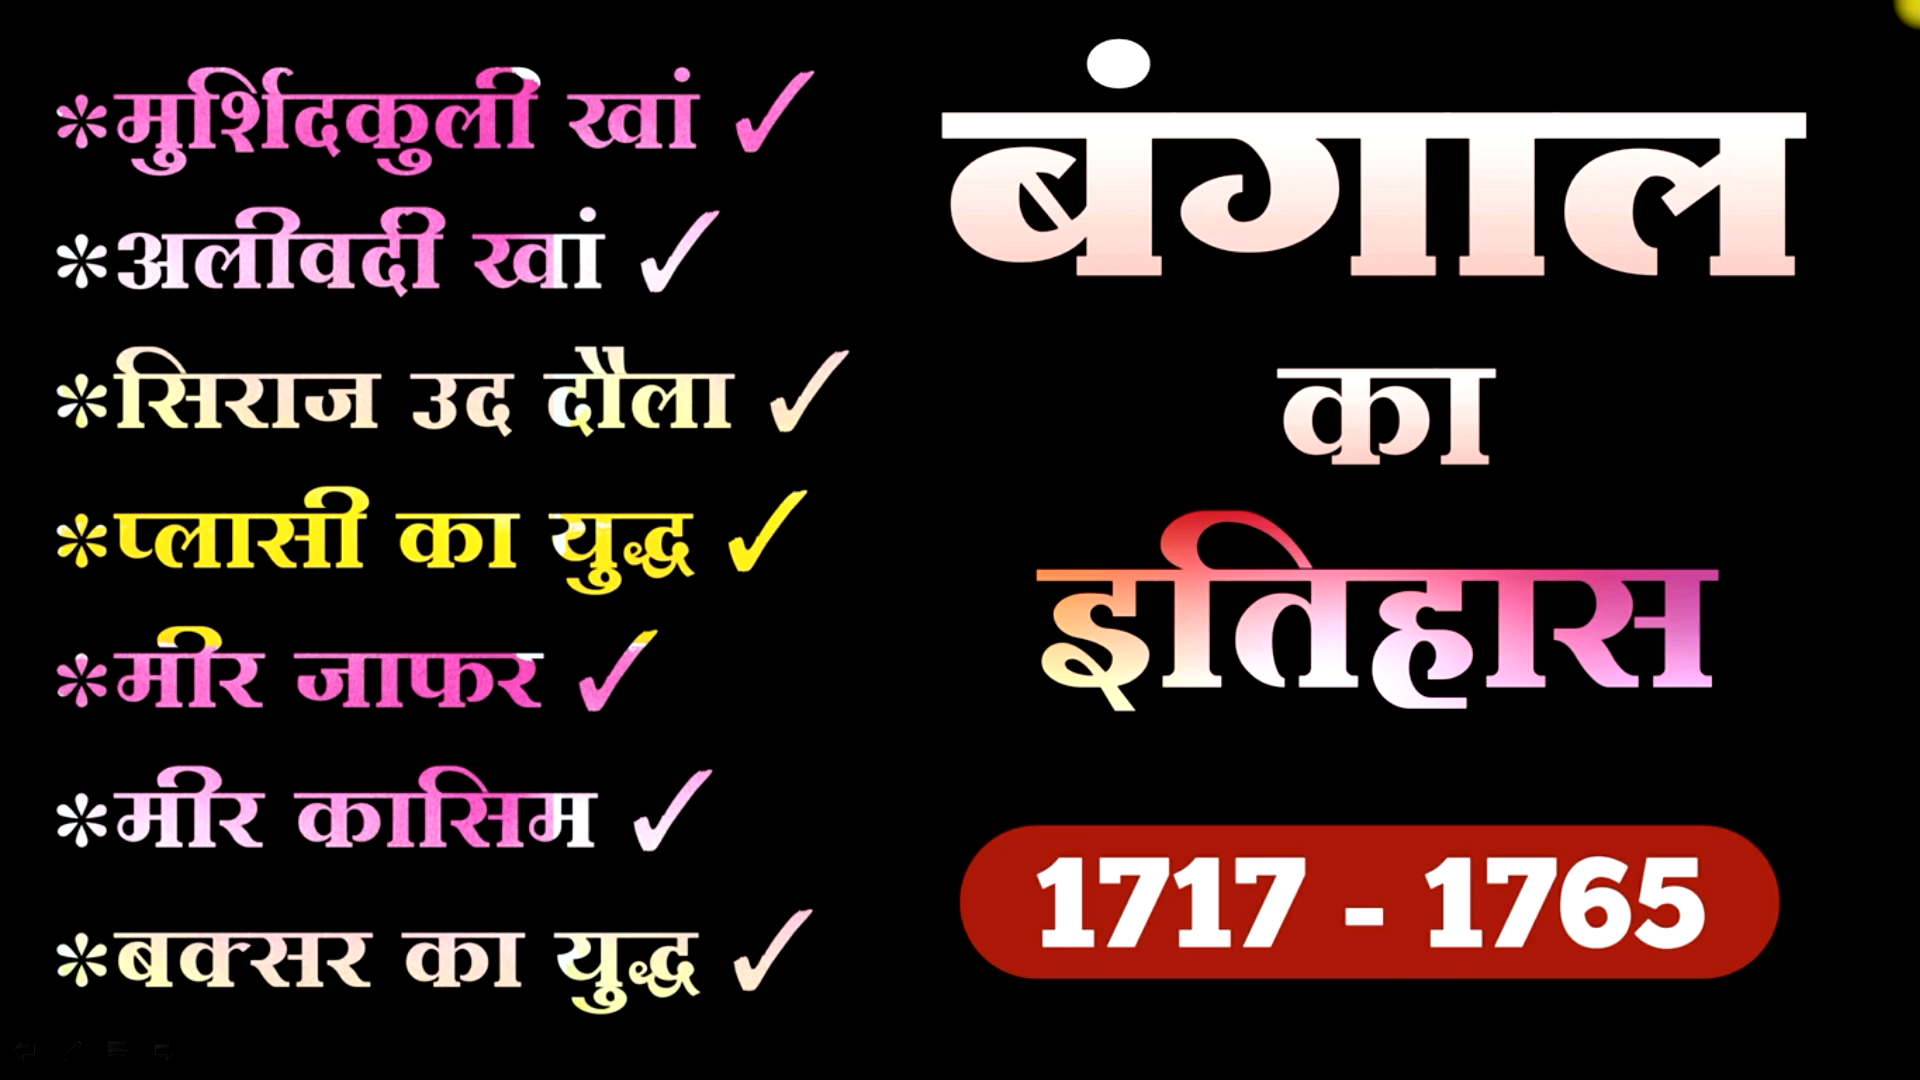 *मुर्शिदकुली खां ✓
*अलीवर्दी खां ✓
*सिराज उद दौला ✓
*प्लासी का युद्ध ✓
*मीर जाफर ✓
*मीर कासिम ✓
*बक्सर का युद्ध ✓
बंगाल
का
इतिहास
1717 - 1765